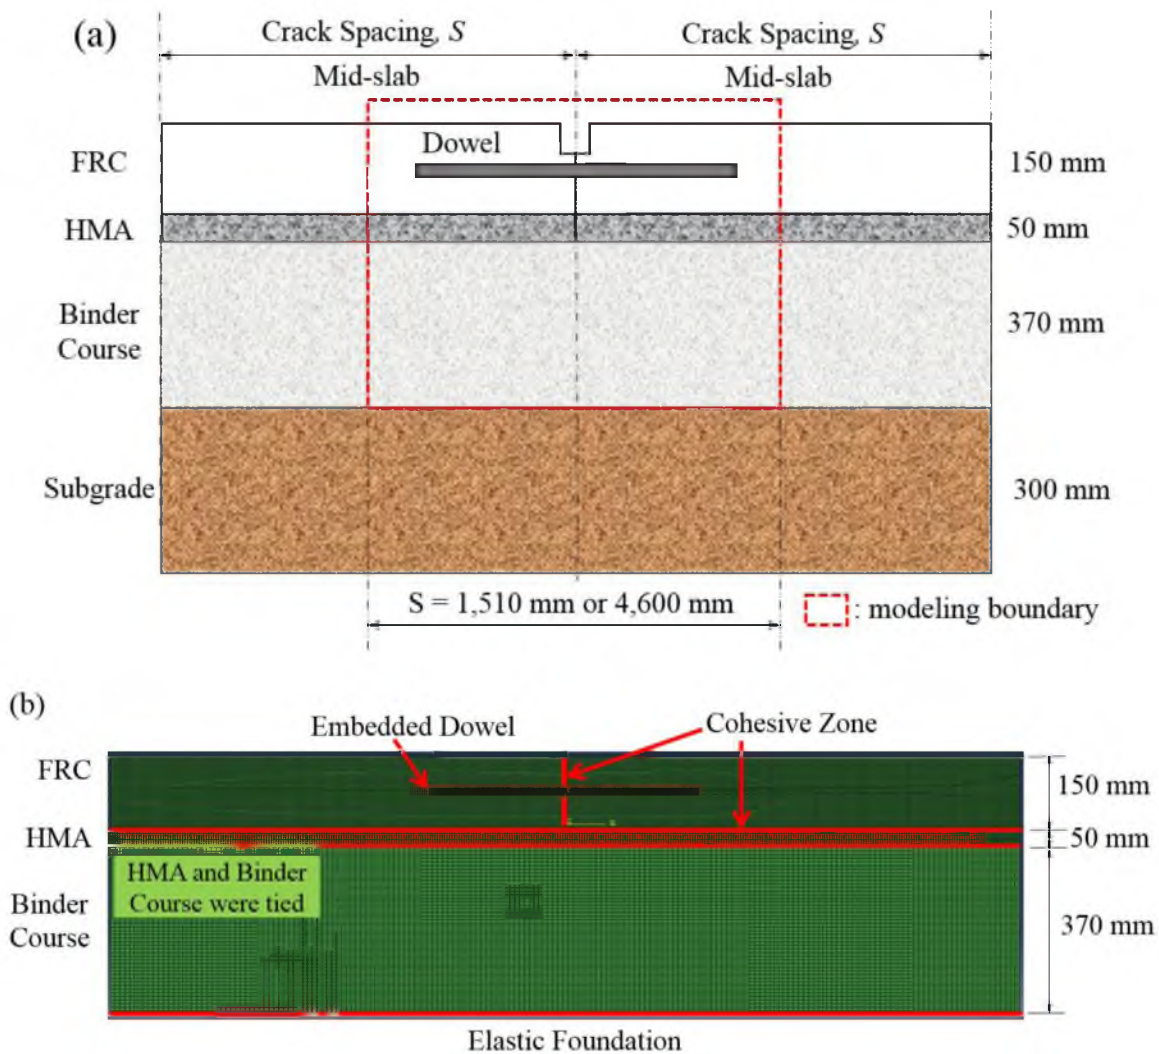 (a)
Crack Spacing, S
Crack Spacing, S
Mid-slab
Mid-slab
Dowel
FRC
150 mm
HMA
50 mm
Binder
Course
370 mm
Subgrade
300 mm
S = 1,510 mm or 4,600 mm
: modeling boundary
(b)
Embedded Dowel
Cohesive Zone
FRC
150 mm
HMA
50 mm
HMA and Binder
Course were tied
Binder
Course
370 mm
Elastic Foundation